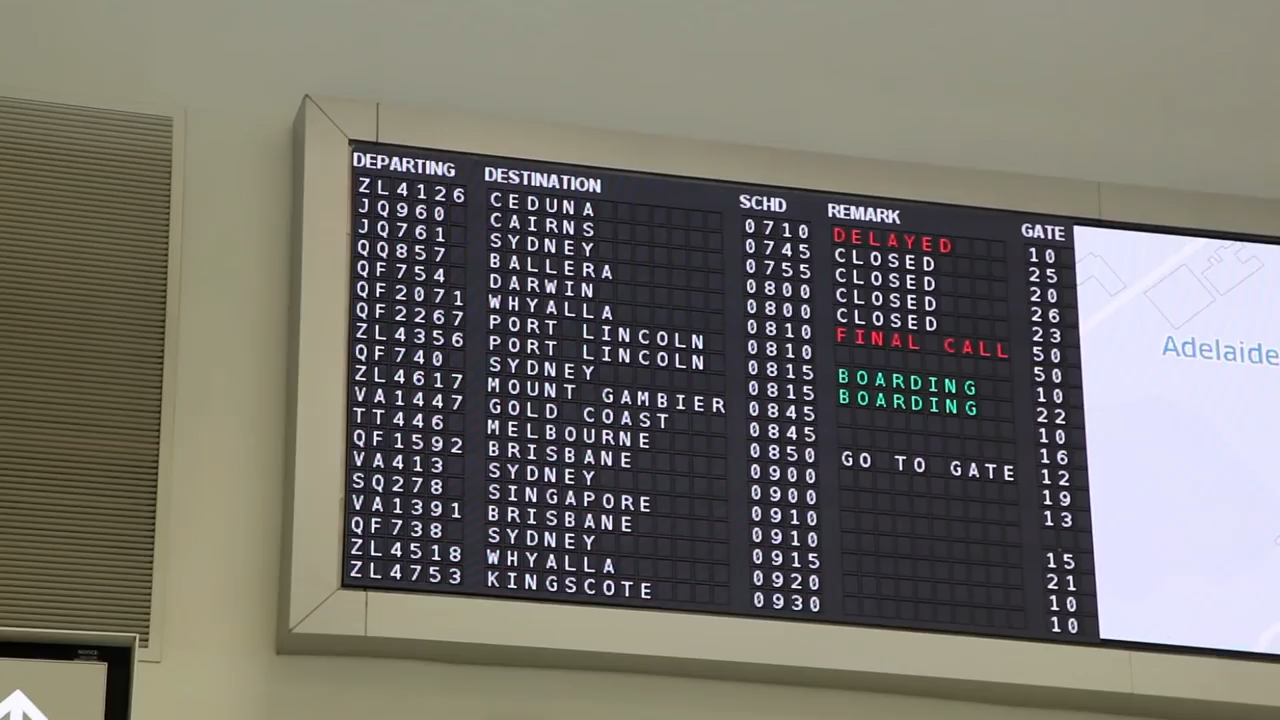 DEPARTING DESTINATION SCHD REMARK GATE
ZL4126 CEDUNA 0710 DELAYED 10
JQ960 CAIRNS 0745 CLOSED 25
JQ761 SYDNEY 0755 CLOSED 20
QQ857 BALLERA 0800 CLOSED 26
QF754 DARWIN 0800 CLOSED 23
QF2071 WHYALLA 0810 FINAL CALL 50
QF2267 PORT LINCOLN 0810 50
ZL4356 PORT LINCOLN 0815 BOARDING 10
QF740 SYDNEY 0815 BOARDING 22
ZL4617 MOUNT GAMBIER 0845 10
VA1447 GOLD COAST 0845 16
TT446 MELBOURNE 0850 GO TO GATE 12
QF1592 BRISBANE 0900 19
VA413 SYDNEY 0900 13
SQ278 SINGAPORE 0910
VA1391 BRISBANE 0910 15
QF738 SYDNEY 0915 21
ZL4518 WHYALLA 0920 10
ZL4753 KINGSCOTE 0930 10
Adelaide
NOTICE